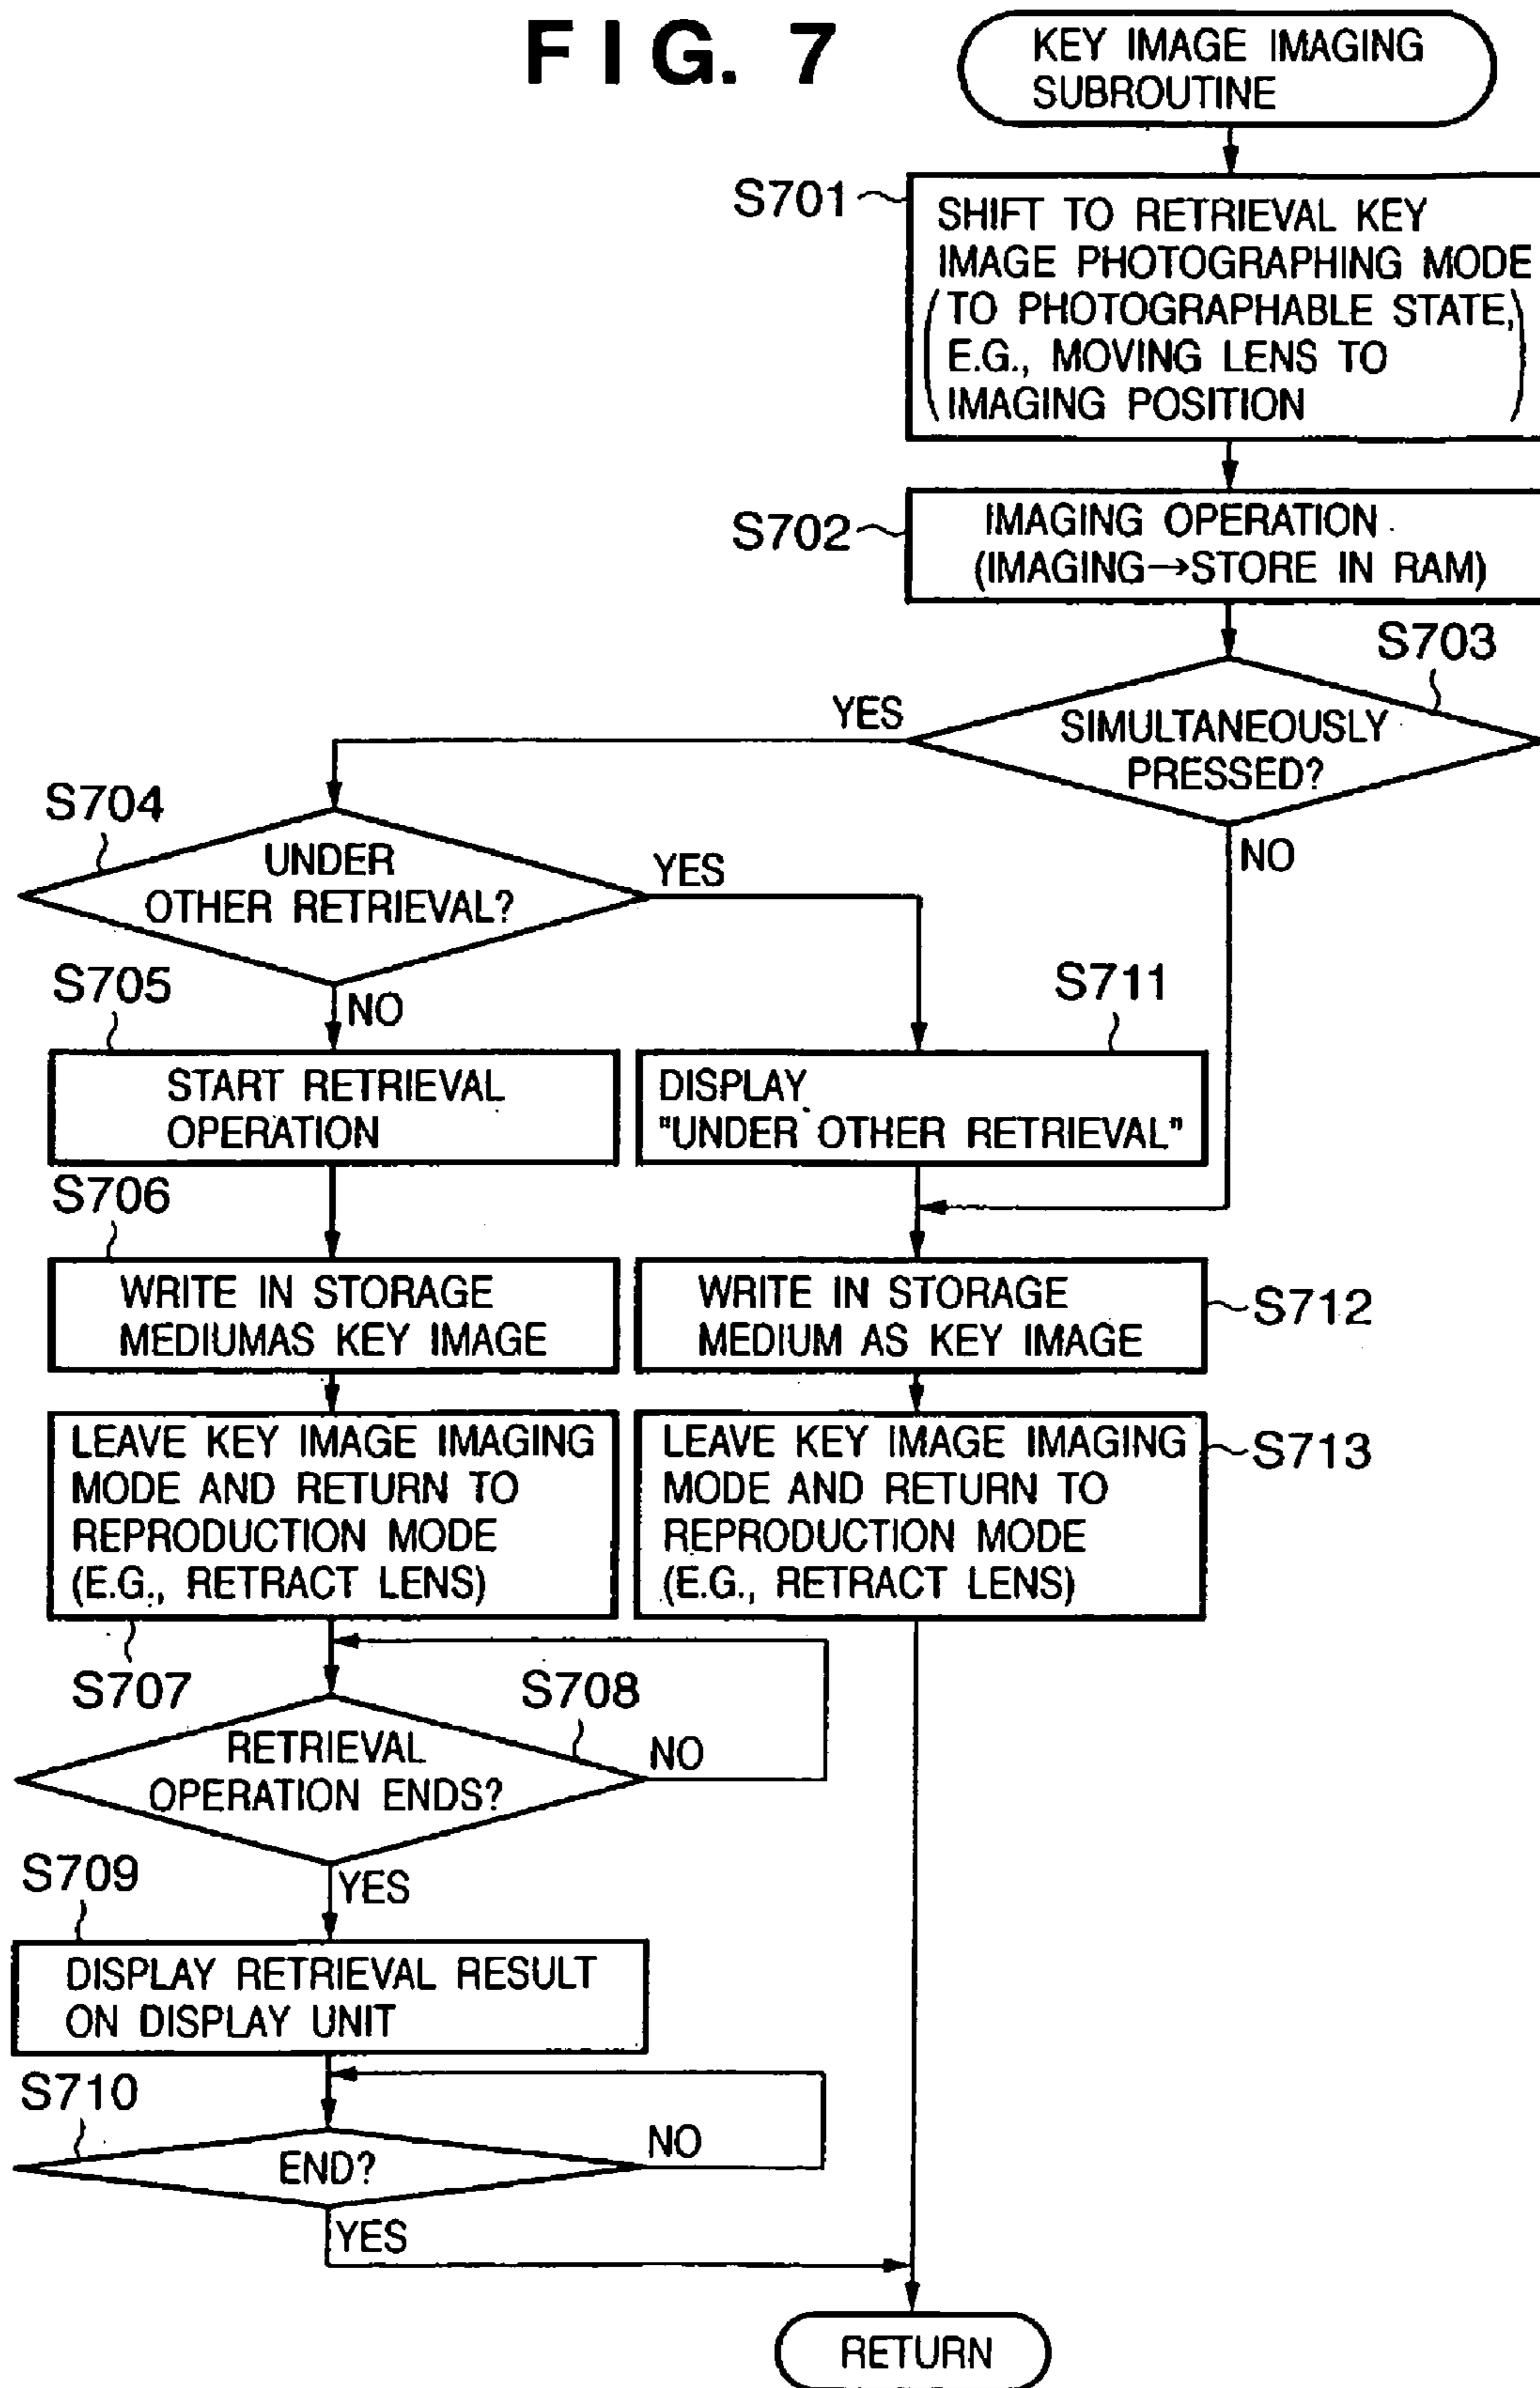 FIG. 7
KEY IMAGE IMAGING
SUBROUTINE
S701
SHIFT TO RETRIEVAL KEY
IMAGE PHOTOGRAPHING MODE
(TO PHOTOGRAPHABLE STATE,
E.G., MOVING LENS TO
IMAGING POSITION)
S702
IMAGING OPERATION
(IMAGING→STORE IN RAM)
S703
SIMULTANEOUSLY
PRESSED?
YES
NO
S704
UNDER
OTHER RETRIEVAL?
YES
NO
S705
START RETRIEVAL
OPERATION
S711
DISPLAY
"UNDER OTHER RETRIEVAL"
S706
WRITE IN STORAGE
MEDIUMAS KEY IMAGE
WRITE IN STORAGE
MEDIUM AS KEY IMAGE
S712
LEAVE KEY IMAGE IMAGING
MODE AND RETURN TO
REPRODUCTION MODE
(E.G., RETRACT LENS)
S707
LEAVE KEY IMAGE IMAGING
MODE AND RETURN TO
REPRODUCTION MODE
(E.G., RETRACT LENS)
S713
S708
RETRIEVAL
OPERATION ENDS?
NO
YES
S709
DISPLAY RETRIEVAL RESULT
ON DISPLAY UNIT
S710
END?
NO
YES
RETURN